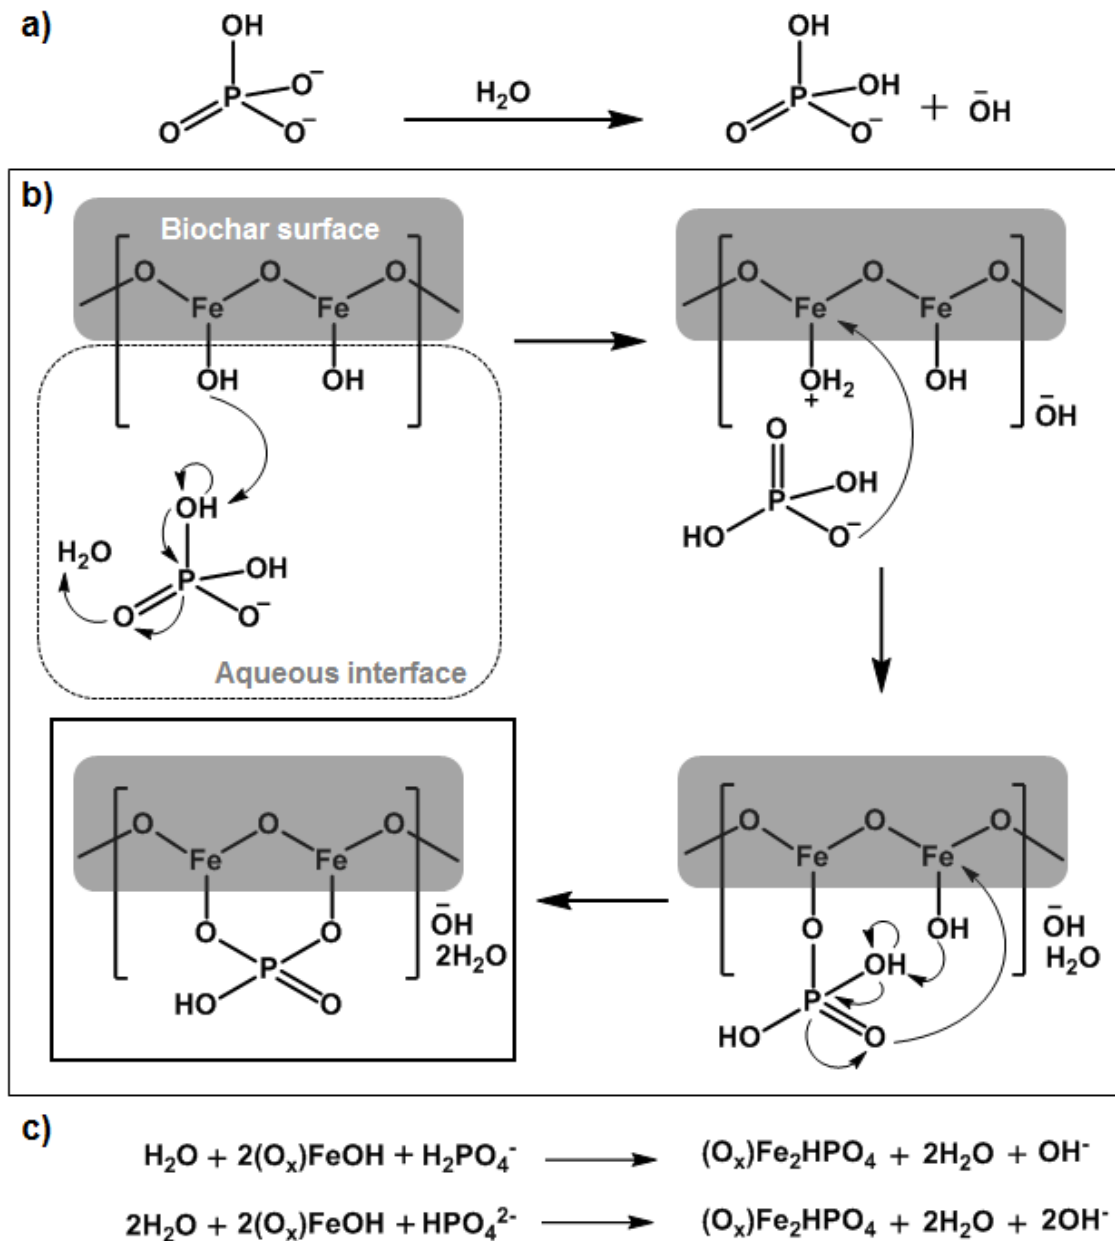 a)
OH
P
O⁻
O
O⁻
H₂O
OH
P
OH
O
O⁻
+ ŌH
b)
Biochar surface
O O O
Fe Fe
OH OH
OH
H₂O
P
OH
O
O⁻
Aqueous interface
O O O
Fe Fe
OH₂ OH
+
ŌH
O
P
OH
HO
O⁻
O O O
Fe Fe
O O
ŌH
2H₂O
P
HO O
O O O
Fe Fe
O OH
ŌH
H₂O
OH
P
HO O
c)
H₂O + 2(Oₓ)FeOH + H₂PO₄⁻ → (Oₓ)Fe₂HPO₄ + 2H₂O + OH⁻
2H₂O + 2(Oₓ)FeOH + HPO₄²⁻ → (Oₓ)Fe₂HPO₄ + 2H₂O + 2OH⁻